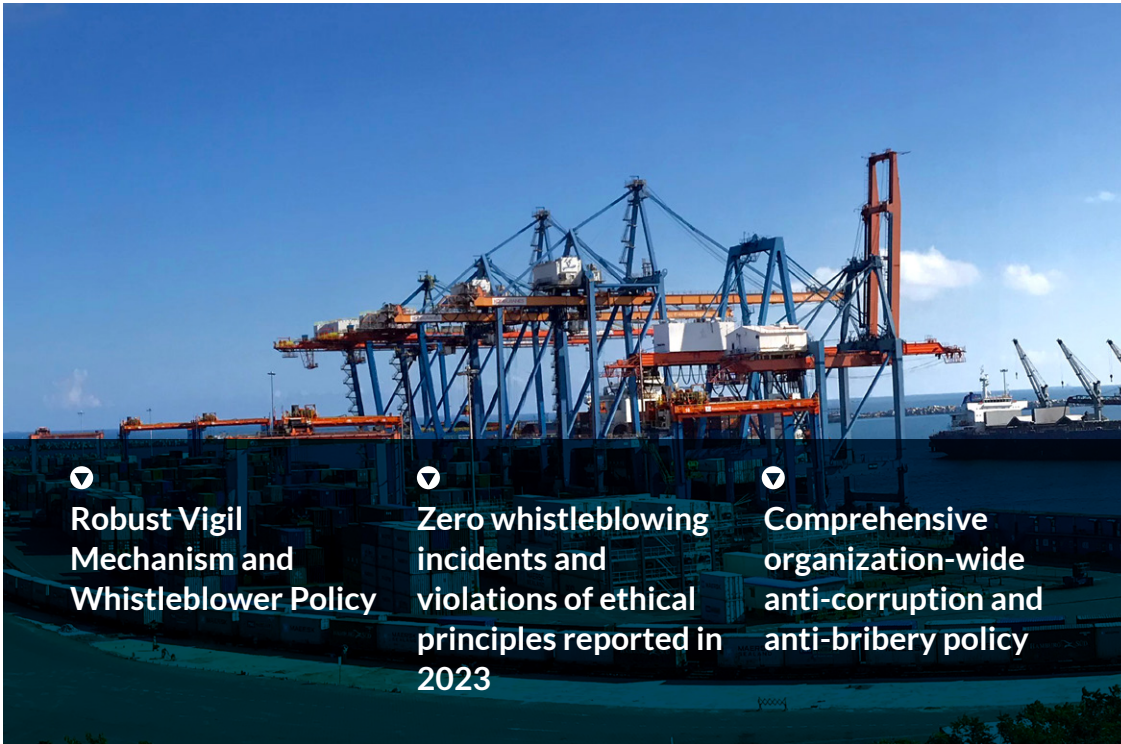 Robust Vigil
Mechanism and
Whistleblower Policy
Zero whistleblowing
incidents and
violations of ethical
principles reported in
2023
Comprehensive
organization-wide
anti-corruption and
anti-bribery policy